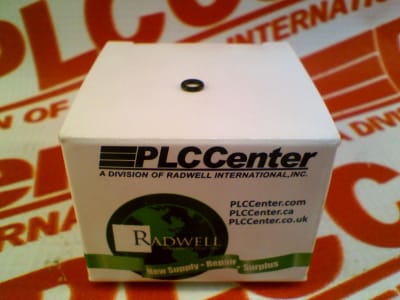 PLCCenter
A DIVISION OF RADWELL INTERNATIONAL, INC.
PLCCenter.com
PLCCenter.ca
PLCCenter.co.uk
RADWELL
New Supply - Repair - Surplus